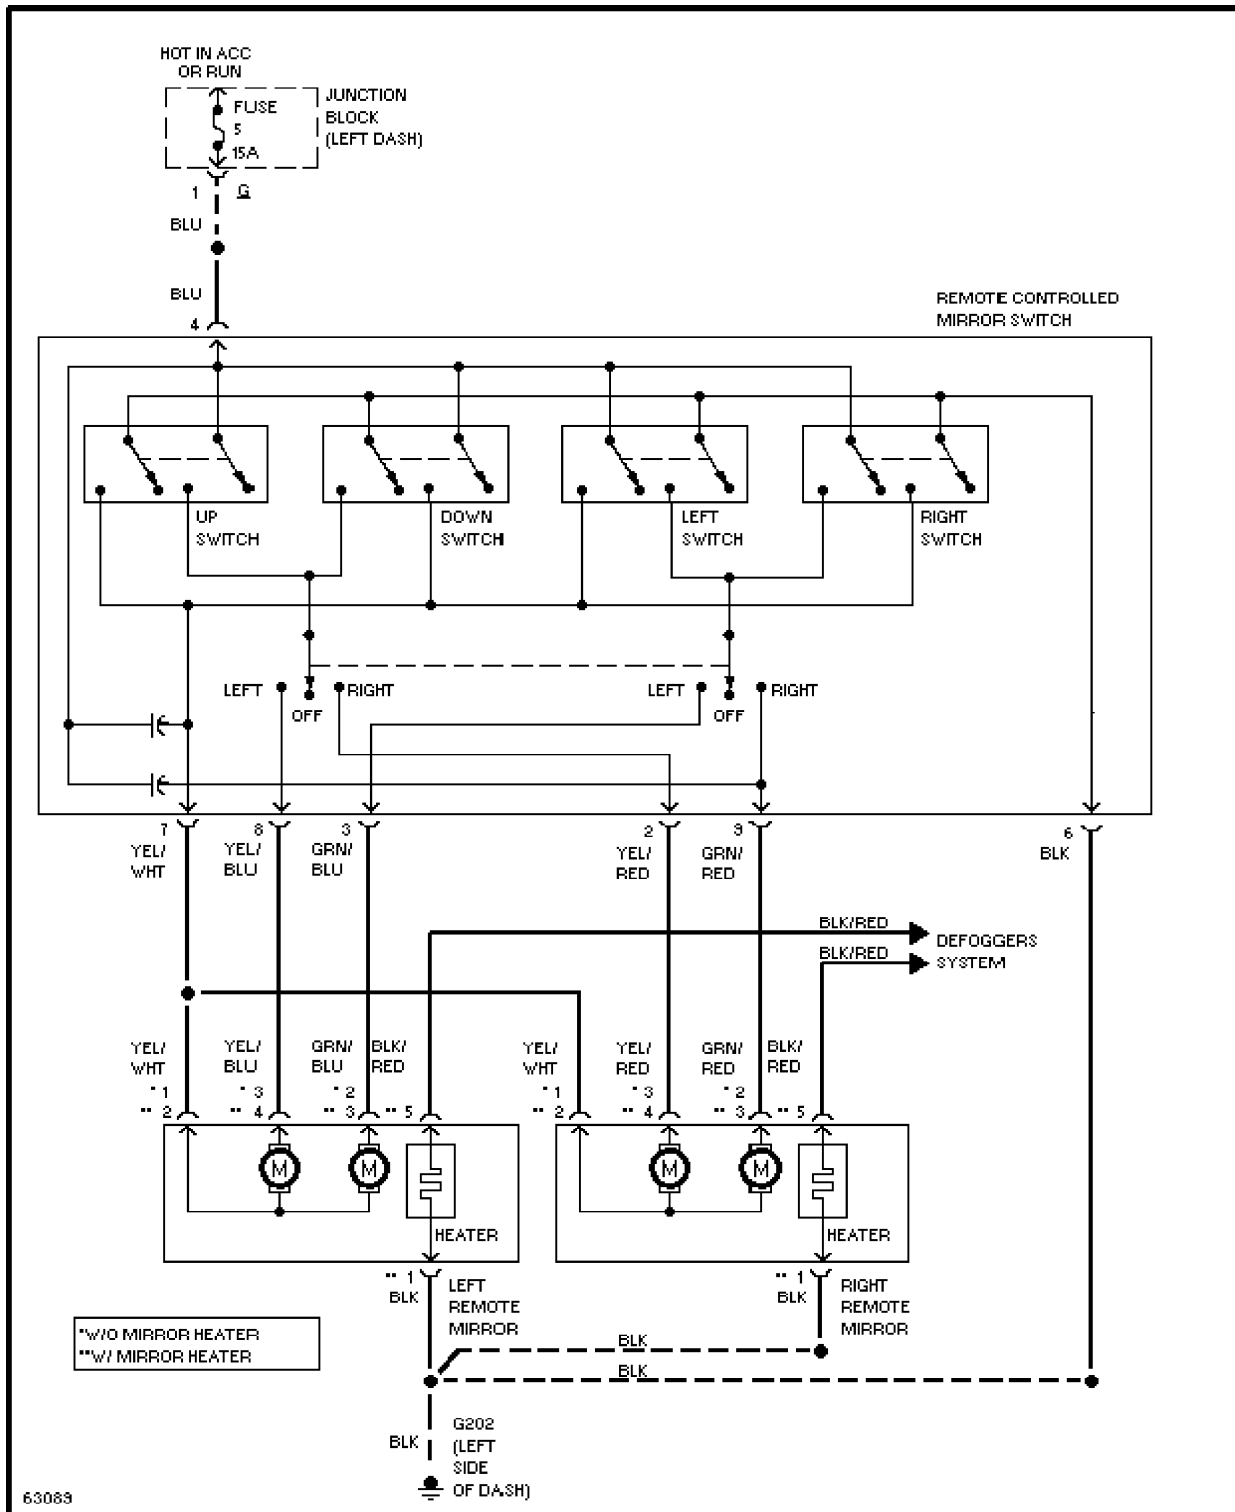 HOT IN ACC
OR RUN
JUNCTION
BLOCK
(LEFT DASH)
FUSE
5
15A
1 G
BLU
BLU
4
REMOTE CONTROLLED
MIRROR SWITCH
UP
SWITCH
DOWN
SWITCH
LEFT
SWITCH
RIGHT
SWITCH
LEFT
RIGHT
OFF
LEFT
RIGHT
OFF
7
8
3
2
9
6
YEL/
WHT
YEL/
BLU
GRN/
BLU
YEL/
RED
GRN/
RED
BLK
BLK/RED
BLK/RED
DEFOGGERS
SYSTEM
YEL/
WHT
YEL/
BLU
GRN/
BLU
BLK/
RED
YEL/
WHT
YEL/
RED
GRN/
RED
BLK/
RED
* 1
* 3
* 2
* 1
* 3
* 2
** 2
** 4
** 3
** 5
** 2
** 4
** 3
** 5
M
M
M
M
HEATER
HEATER
** 1
BLK
LEFT
REMOTE
MIRROR
** 1
BLK
RIGHT
REMOTE
MIRROR
*W/O MIRROR HEATER
**W/ MIRROR HEATER
BLK
BLK
BLK
G202
(LEFT
SIDE
OF DASH)
63089